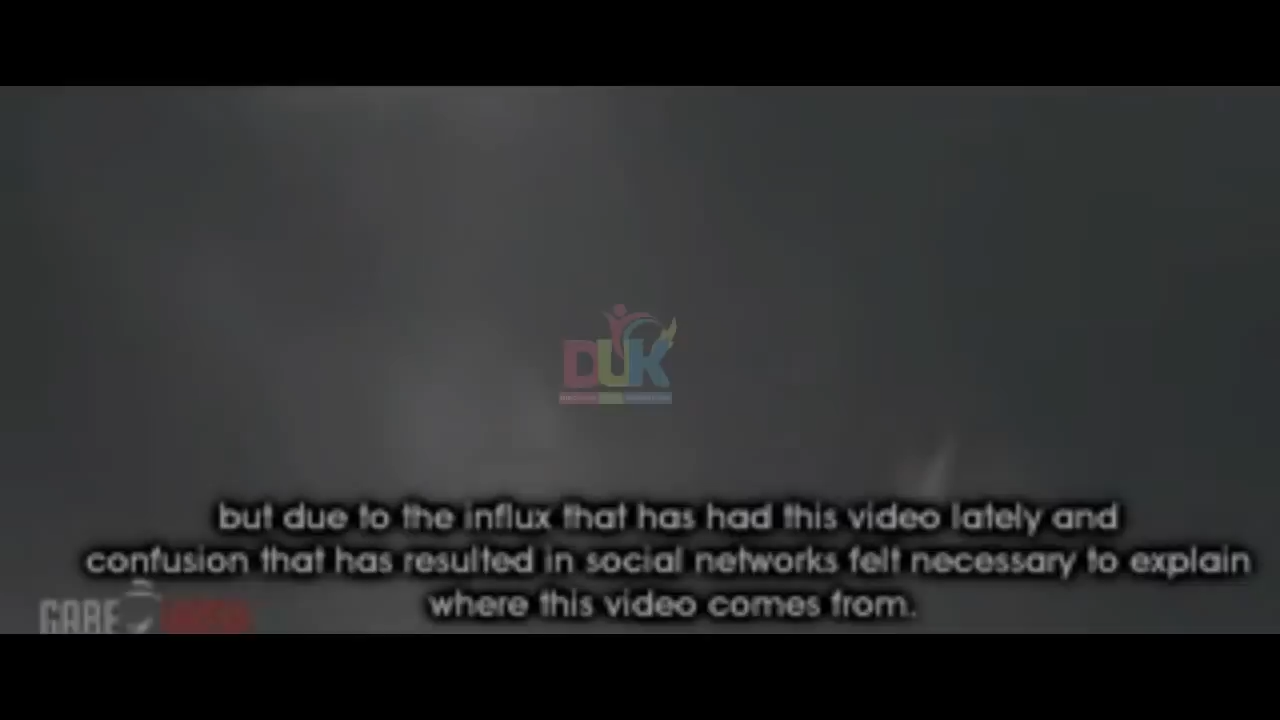 DUK
but due to the influx that has had this video lately and
confusion that has resulted in social networks felt necessary to explain
where this video comes from.
GABE